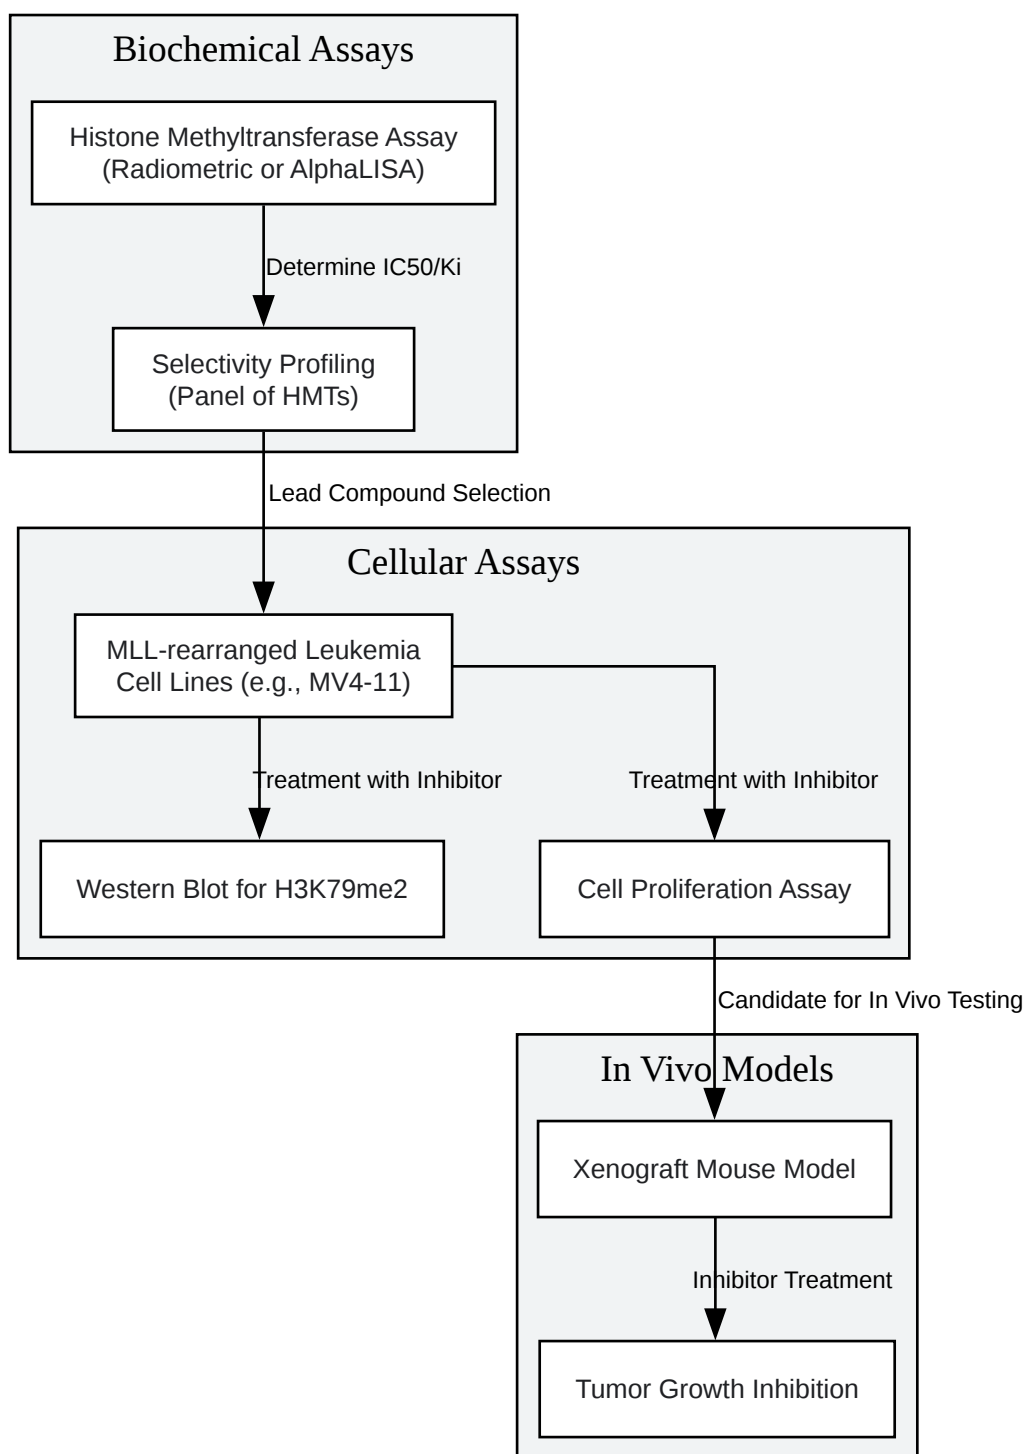 Biochemical Assays
Histone Methyltransferase Assay
(Radiometric or AlphaLISA)
Determine IC50/Ki
Selectivity Profiling
(Panel of HMTs)
Lead Compound Selection
Cellular Assays
MLL-rearranged Leukemia
Cell Lines (e.g., MV4-11)
Treatment with Inhibitor
Treatment with Inhibitor
Western Blot for H3K79me2
Cell Proliferation Assay
Candidate for In Vivo Testing
In Vivo Models
Xenograft Mouse Model
Inhibitor Treatment
Tumor Growth Inhibition